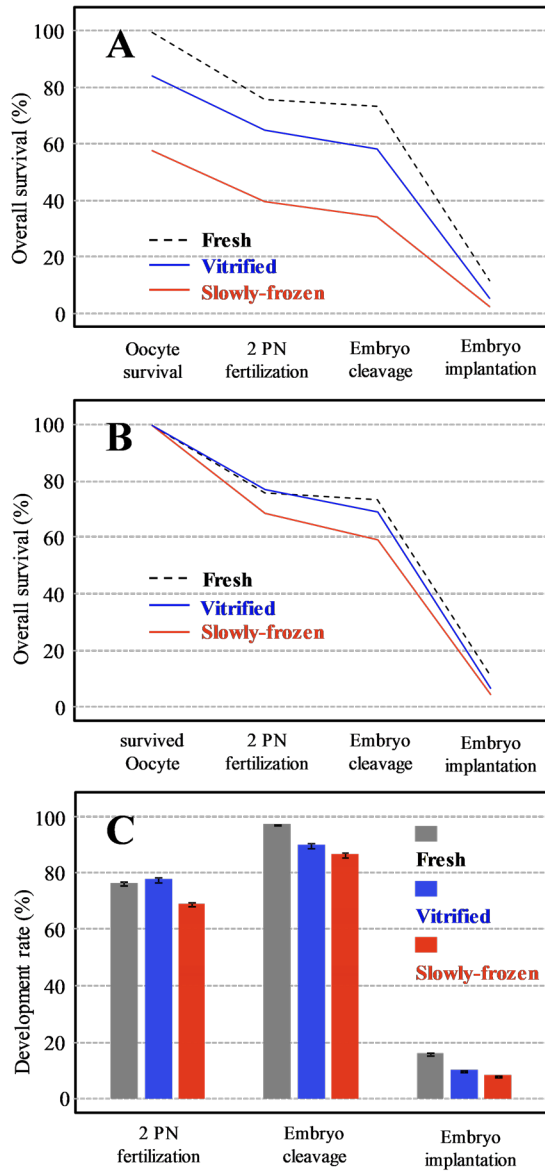 A
Overall survival (%)
100
80
60
40
20
0
Fresh
Vitrified
Slowly-frozen
Oocyte
survival
2 PN
fertilization
Embryo
cleavage
Embryo
implantation
B
Overall survival (%)
100
80
60
40
20
0
Fresh
Vitrified
Slowly-frozen
survived
Oocyte
2 PN
fertilization
Embryo
cleavage
Embryo
implantation
C
Development rate (%)
100
80
60
40
20
0
Fresh
Vitrified
Slowly-frozen
2 PN
fertilization
Embryo
cleavage
Embryo
implantation